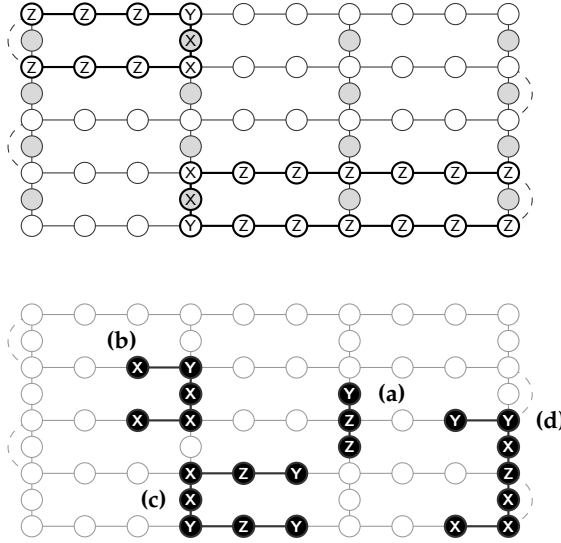 Z Z Z Y
X
Z Z Z X
X Z Z Z Z Z Z
X
Y Z Z Z Z Z Z
(b) X Y
X Y (a)
X X Z Y Y (d)
Z X
X Z Y Z
(c) X X
Y Z Y X X